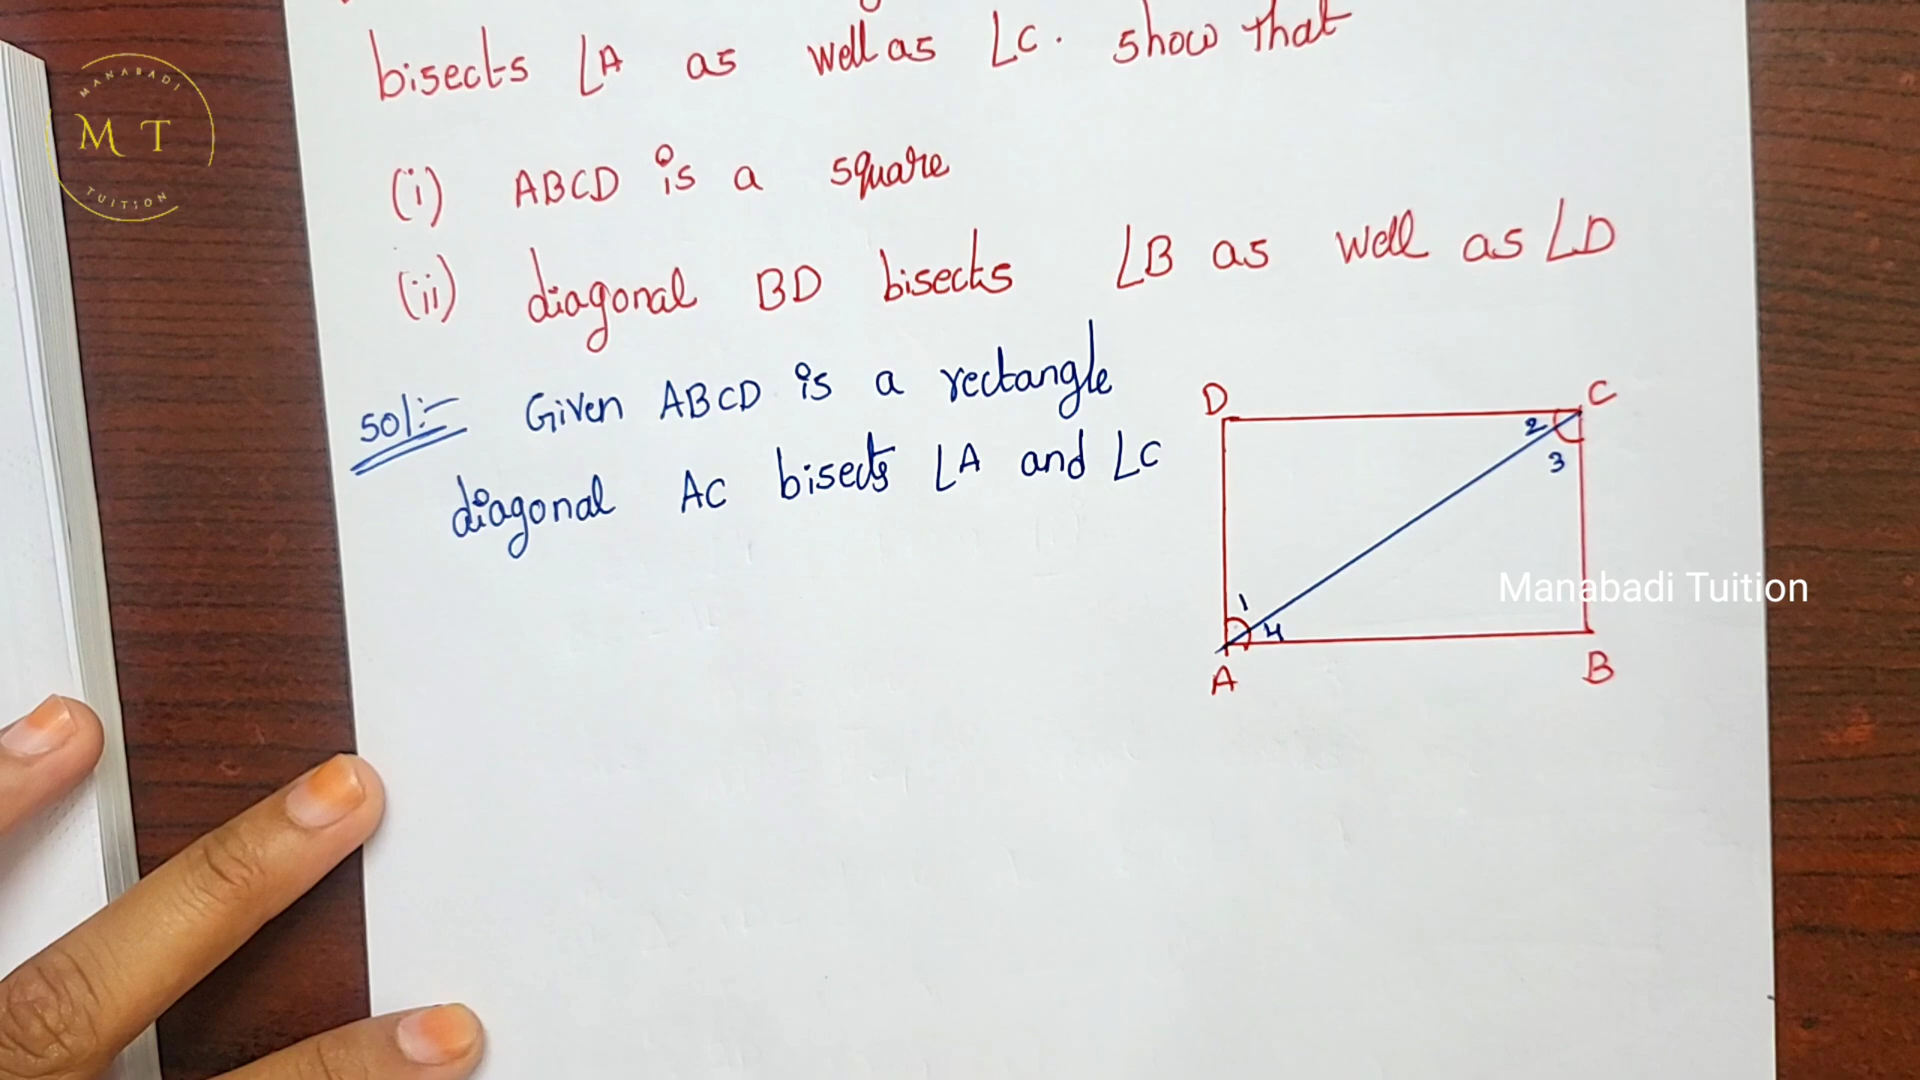 bisects ∠A as well as ∠C. show that
MANABADI
M T
TUITION
(i) ABCD is a square
(ii) diagonal BD bisects ∠B as well as ∠D
Sol:- Given ABCD is a rectangle
diagonal AC bisects ∠A and ∠C
D C
2
3
Manabadi Tuition
1
4
A B